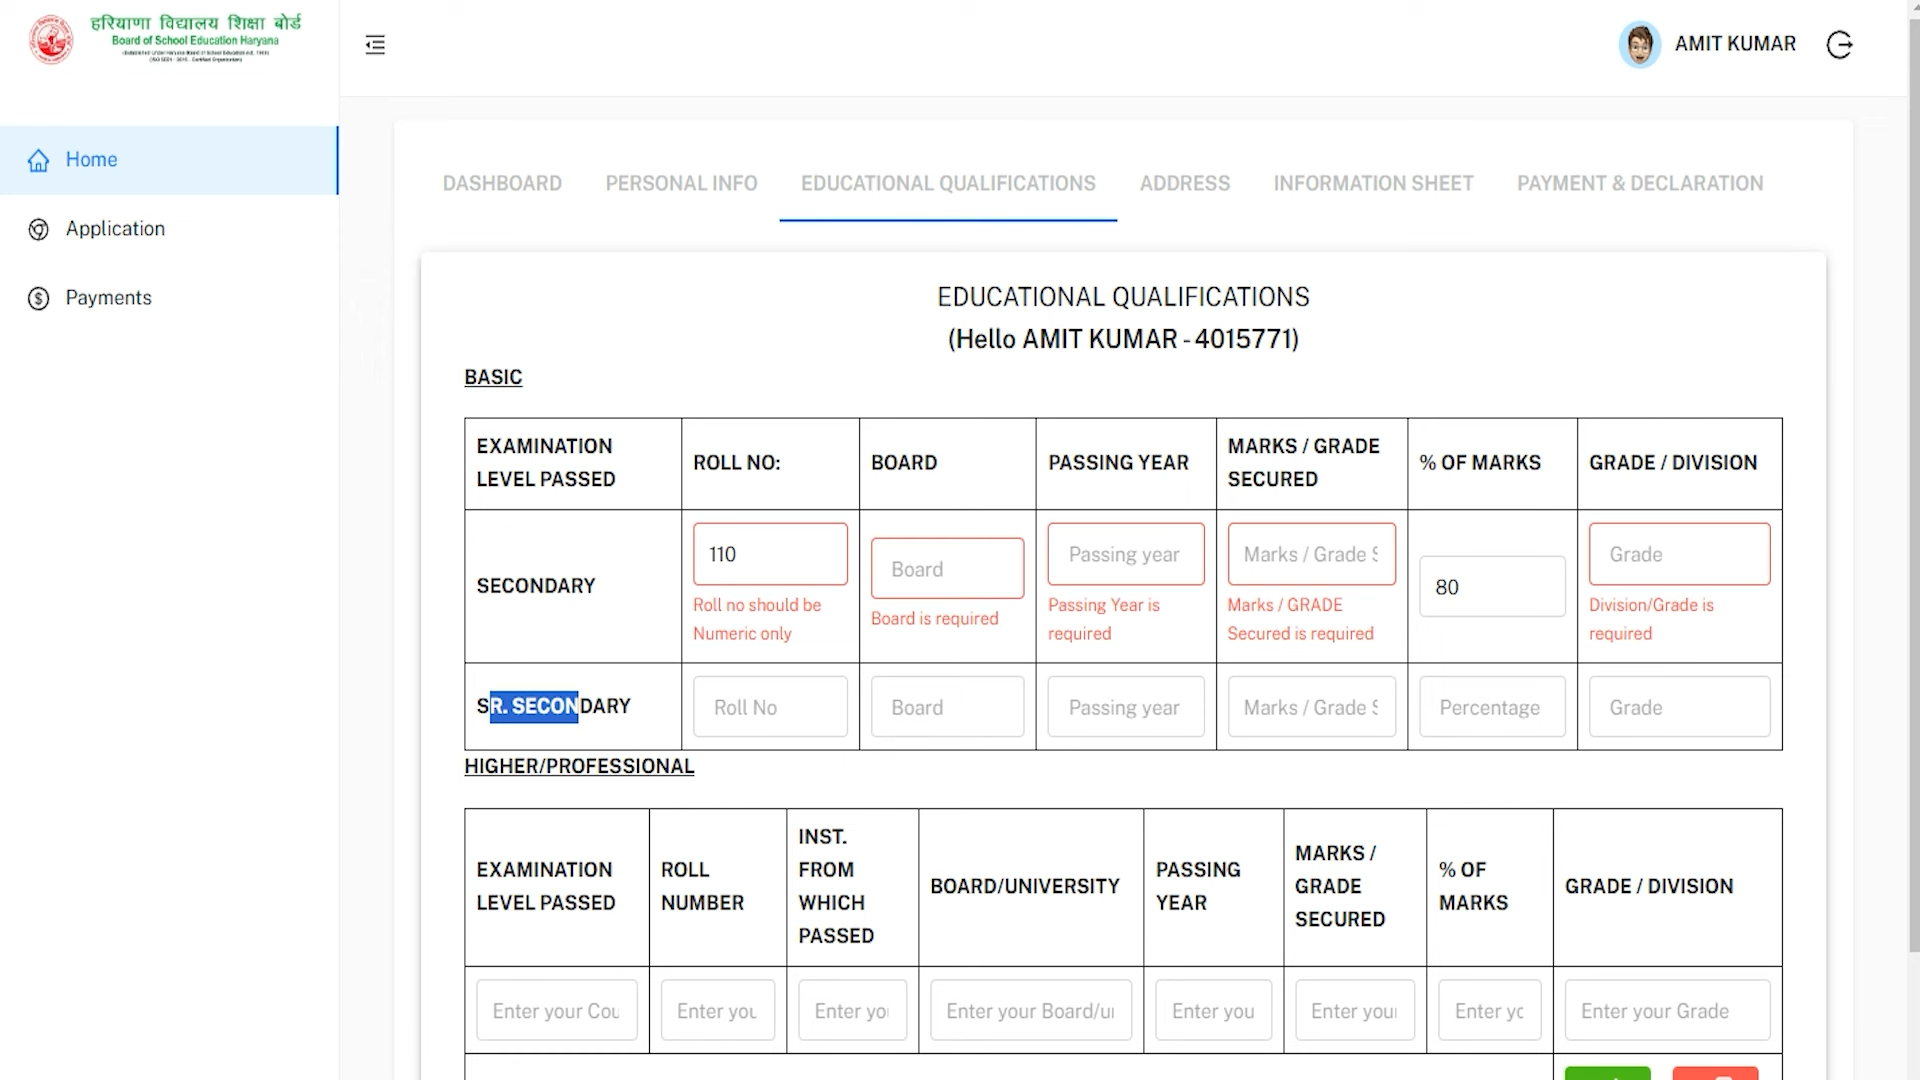 हरियाणा विद्यालय शिक्षा बोर्ड
Board of School Education Haryana
AMIT KUMAR
Home
Application
Payments
DASHBOARD PERSONAL INFO EDUCATIONAL QUALIFICATIONS ADDRESS INFORMATION SHEET PAYMENT & DECLARATION
EDUCATIONAL QUALIFICATIONS
(Hello AMIT KUMAR - 4015771)
BASIC
EXAMINATION LEVEL PASSED
ROLL NO:
BOARD
PASSING YEAR
MARKS / GRADE SECURED
% OF MARKS
GRADE / DIVISION
SECONDARY
110
Roll no should be
Numeric only
Board
Board is required
Passing year
Passing Year is
required
Marks / Grade S
Marks / GRADE
Secured is required
80
Grade
Division/Grade is
required
SR. SECONDARY
Roll No
Board
Passing year
Marks / Grade S
Percentage
Grade
HIGHER/PROFESSIONAL
EXAMINATION
LEVEL PASSED
ROLL
NUMBER
INST.
FROM
WHICH
PASSED
BOARD/UNIVERSITY
PASSING
YEAR
MARKS /
GRADE
SECURED
% OF
MARKS
GRADE / DIVISION
Enter your Cou
Enter you
Enter yo
Enter your Board/u
Enter you
Enter you
Enter yo
Enter your Grade